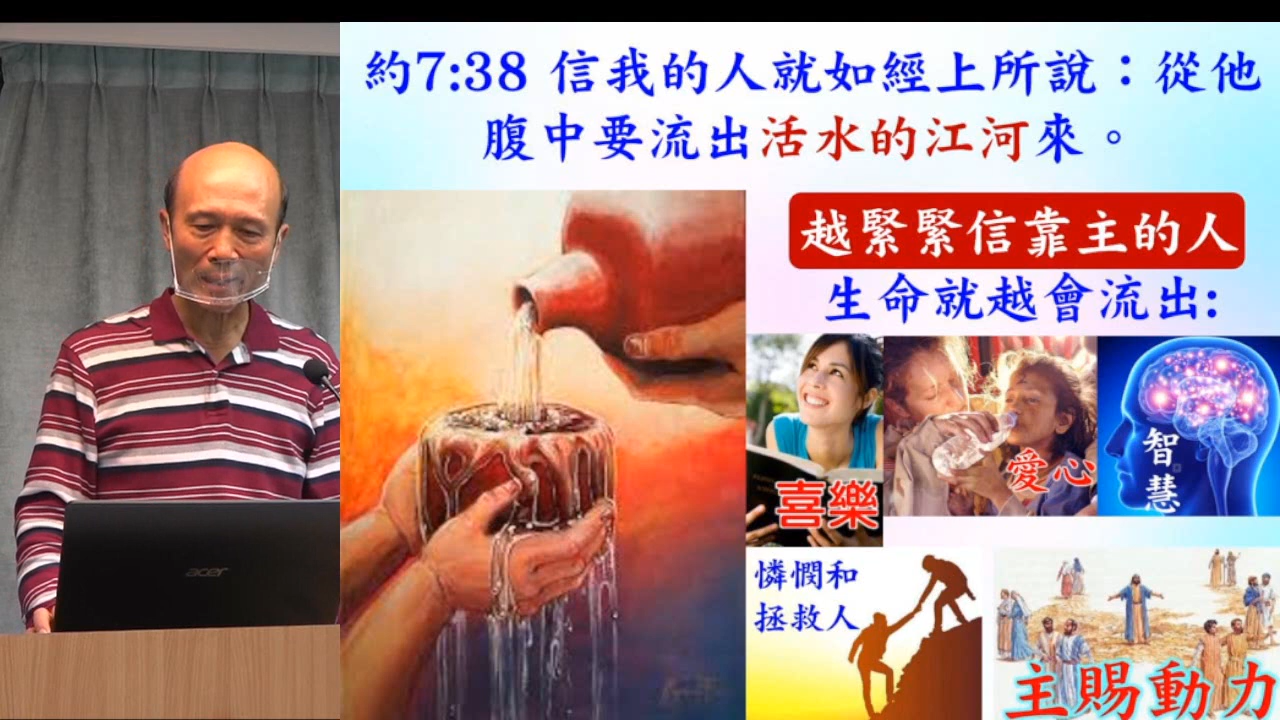 約7:38 信我的人就如經上所說：從他
腹中要流出活水的江河來。
越緊緊信靠主的人
生命就越會流出:
喜樂
愛心
智慧
憐憫和
拯救人
主賜動力
acer